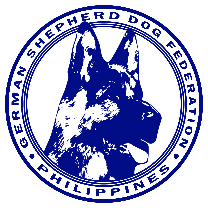 GERMAN SHEPHERD DOG FEDERATION
PHILIPPINES